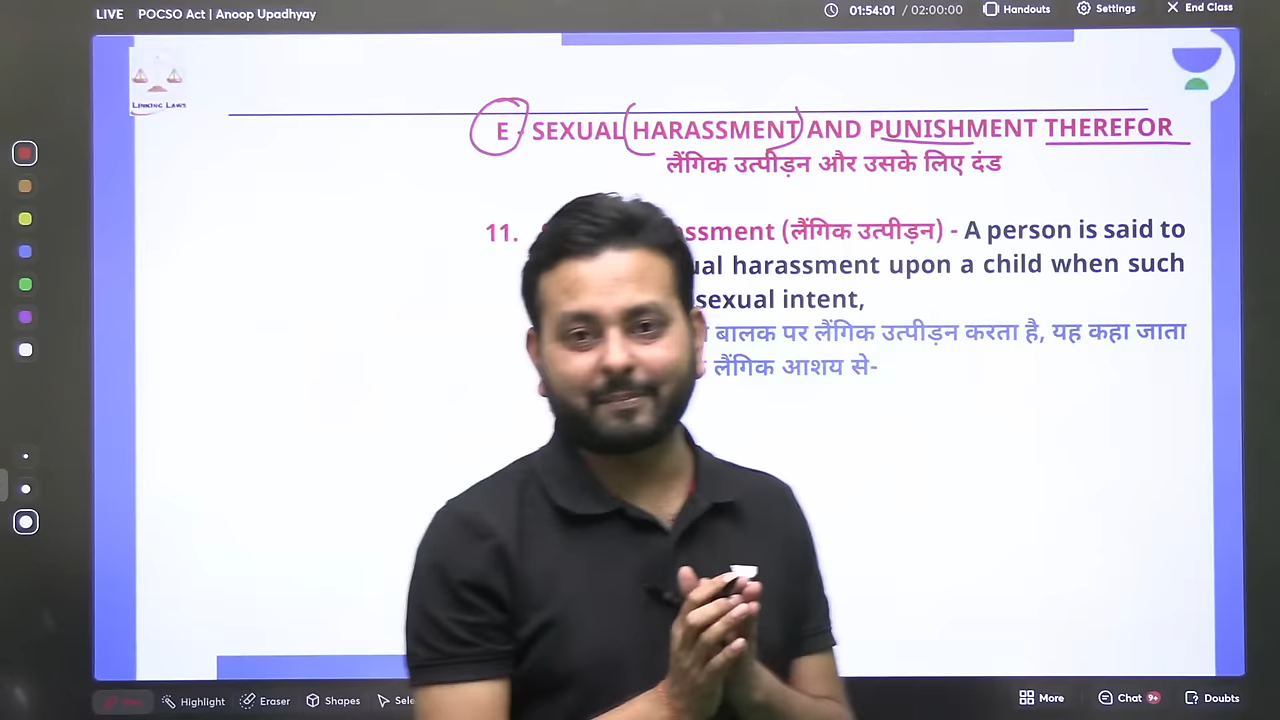 LIVE POCSO Act | Anoop Upadhyay 01:54:01 / 02:00:00 Handouts Settings End Class
LINKING LAWS
E - SEXUAL HARASSMENT AND PUNISHMENT THEREFOR
लैंगिक उत्पीड़न और उसके लिए दंड
11. ssment (लैंगिक उत्पीड़न) - A person is said to
ual harassment upon a child when such
sexual intent,
बालक पर लैंगिक उत्पीड़न करता है, यह कहा जाता
लैंगिक आशय से-
Highlight Eraser Shapes Sele More Chat 9+ Doubts